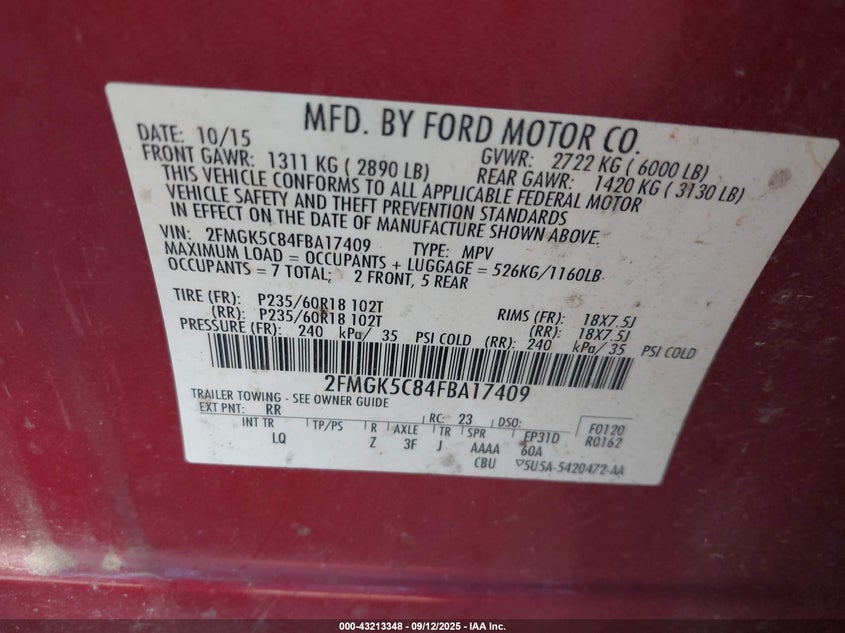 MFD. BY FORD MOTOR CO.
DATE: 10/15
GVWR: 2722 KG ( 6000 LB)
FRONT GAWR: 1311 KG ( 2890 LB)
REAR GAWR: 1420 KG ( 3130 LB)
THIS VEHICLE CONFORMS TO ALL APPLICABLE FEDERAL MOTOR
VEHICLE SAFETY AND THEFT PREVENTION STANDARDS
IN EFFECT ON THE DATE OF MANUFACTURE SHOWN ABOVE.
VIN: 2FMGK5C84FBA17409 TYPE: MPV
MAXIMUM LOAD = OCCUPANTS + LUGGAGE = 526KG/1160LB
OCCUPANTS = 7 TOTAL; 2 FRONT, 5 REAR
TIRE (FR): P235/60R18 102T RIMS (FR): 18X7.5J
(RR): P235/60R18 102T (RR): 18X7.5J
PRESSURE (FR): 240 kPa/ 35 PSI COLD (RR): 240 kPa/ 35 PSI COLD
2FMGK5C84FBA17409
TRAILER TOWING - SEE OWNER GUIDE
EXT PNT: RR RC: 23 DSO: F0120
INT TR TP/PS R AXLE TR SPR EP31D R0162
LQ Z 3F J AAAA 60A
CBU 5U5A-5420472-AA
000-43213348 - 09/12/2025 - IAA Inc.